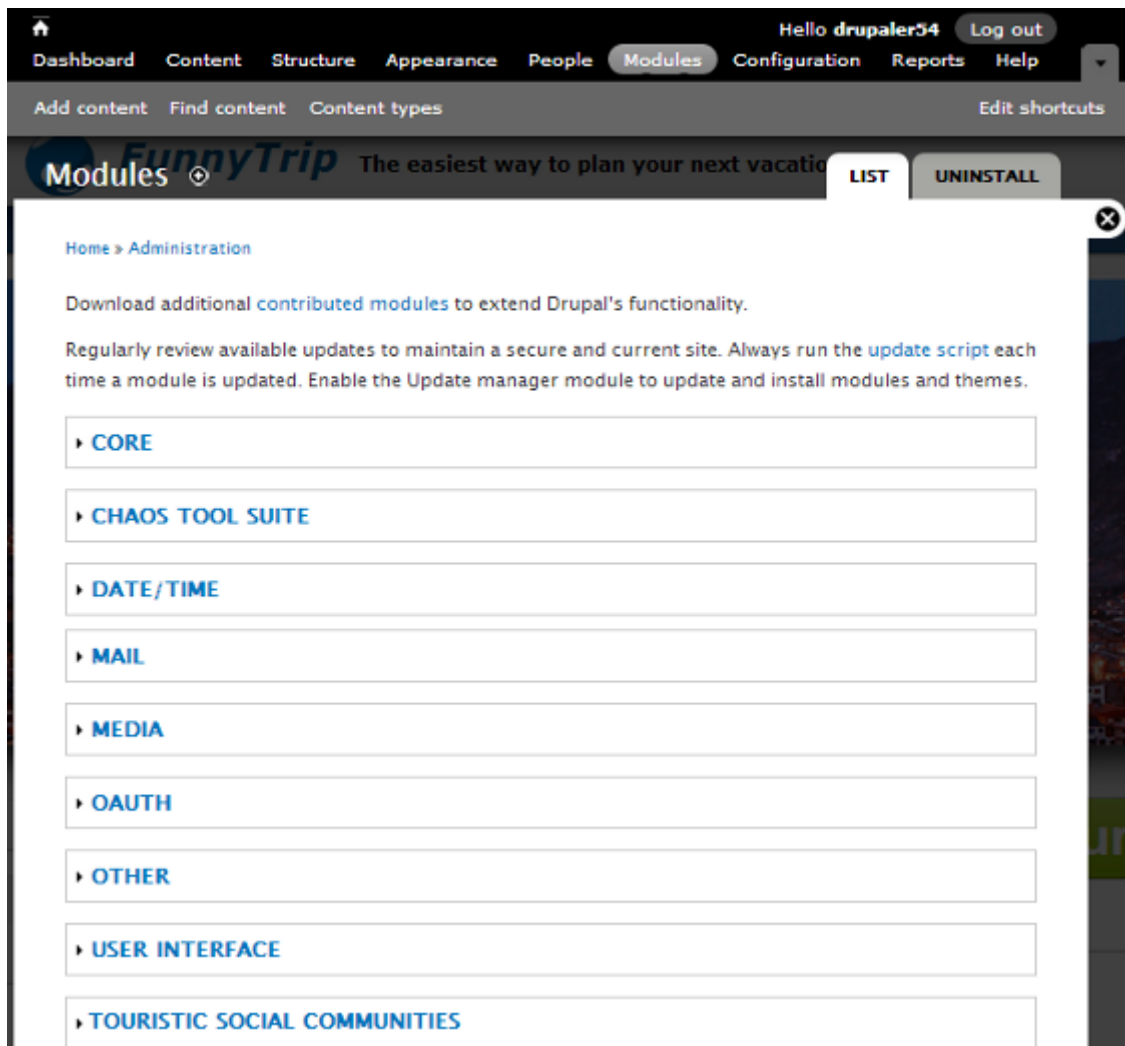 Hello drupaler54 Log out
Dashboard Content Structure Appearance People Modules Configuration Reports Help
Add content Find content Content types Edit shortcuts
FunnyTrip The easiest way to plan your next vacatio
Modules LIST UNINSTALL
Home » Administration
Download additional contributed modules to extend Drupal's functionality.
Regularly review available updates to maintain a secure and current site. Always run the update script each
time a module is updated. Enable the Update manager module to update and install modules and themes.
CORE
CHAOS TOOL SUITE
DATE/TIME
MAIL
MEDIA
OAUTH
OTHER
USER INTERFACE
TOURISTIC SOCIAL COMMUNITIES